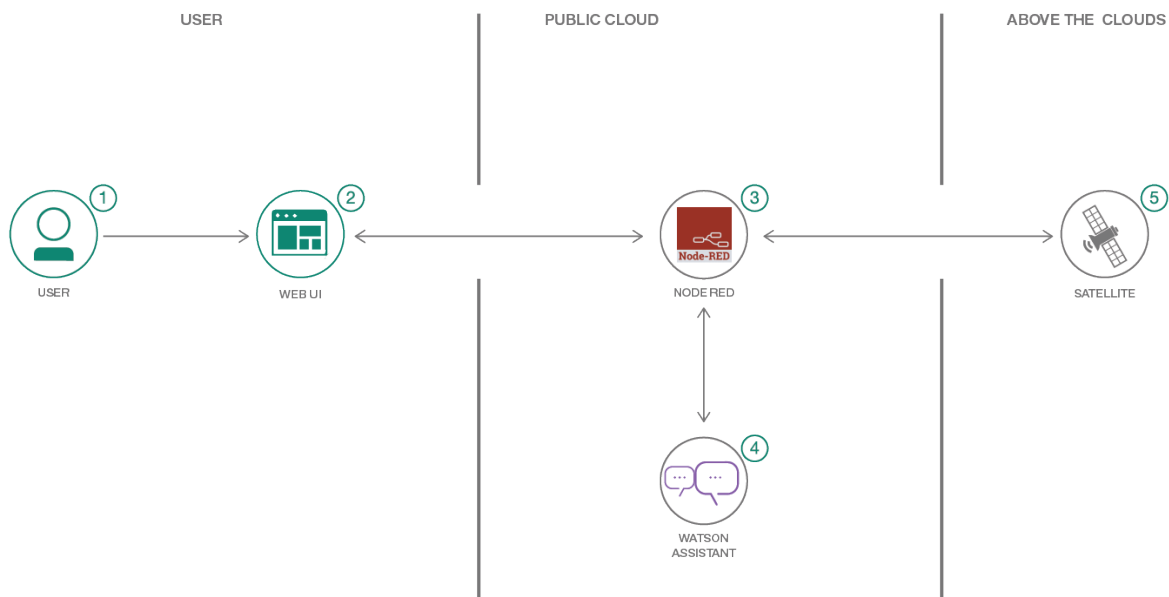 USER
PUBLIC CLOUD
ABOVE THE CLOUDS
1
2
3
5
Node-RED
USER
WEB UI
NODE RED
SATELLITE
4
WATSON
ASSISTANT